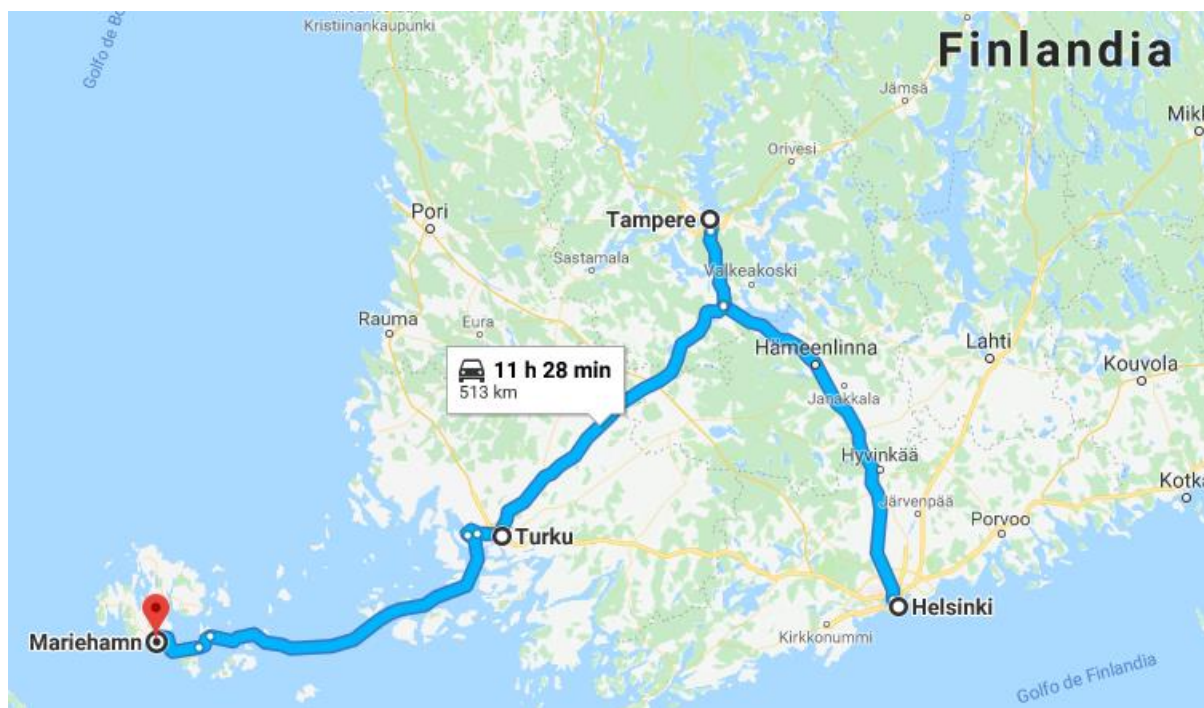 Kristiinankaupunki
Golfo de Bo
Finlandia
Jämsä
Mikk
Orivesi
Pori
Tampere
Sastamala
Valkeakoski
Rauma
Eura
Hämeenlinna
Lahti
Kouvola
11 h 28 min
513 km
Janakkala
Hyvinkää
Järvenpää
Kotka
Porvoo
Turku
Helsinki
Kirkkonummi
Mariehamn
Golfo de Finlandia